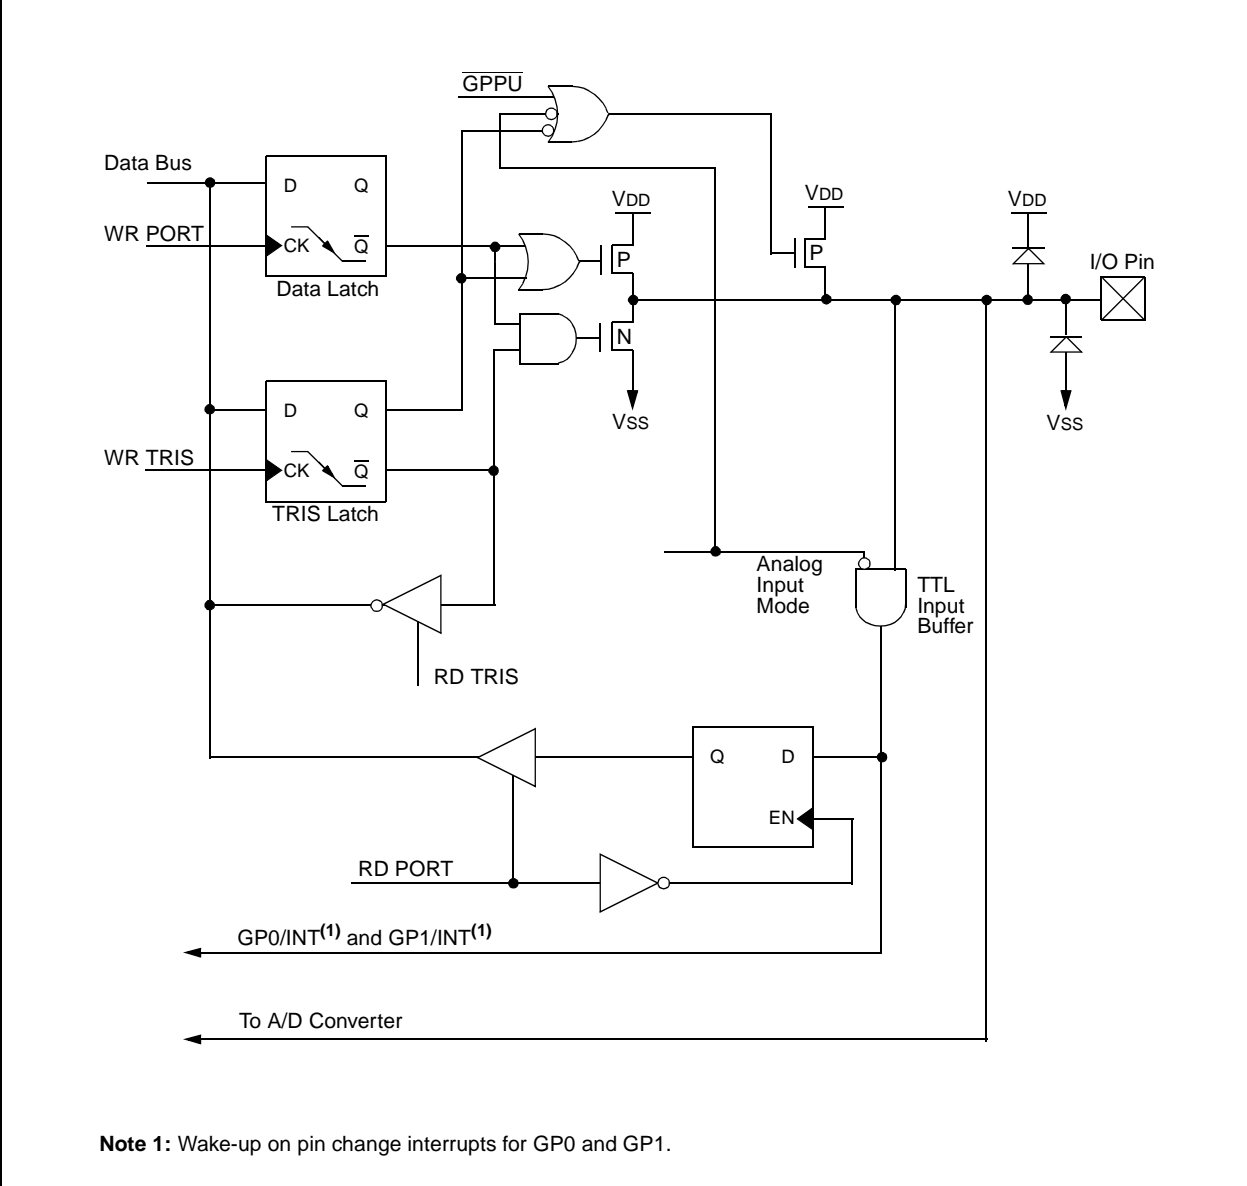 GPPU
Data Bus
D Q
WR PORT
CK Q
Data Latch
VDD
P
N
VSS
VDD
P
VDD
I/O Pin
VSS
D Q
WR TRIS
CK Q
TRIS Latch
Analog
Input
Mode
TTL
Input
Buffer
RD TRIS
Q D
EN
RD PORT
GP0/INT(1) and GP1/INT(1)
To A/D Converter
Note 1: Wake-up on pin change interrupts for GP0 and GP1.